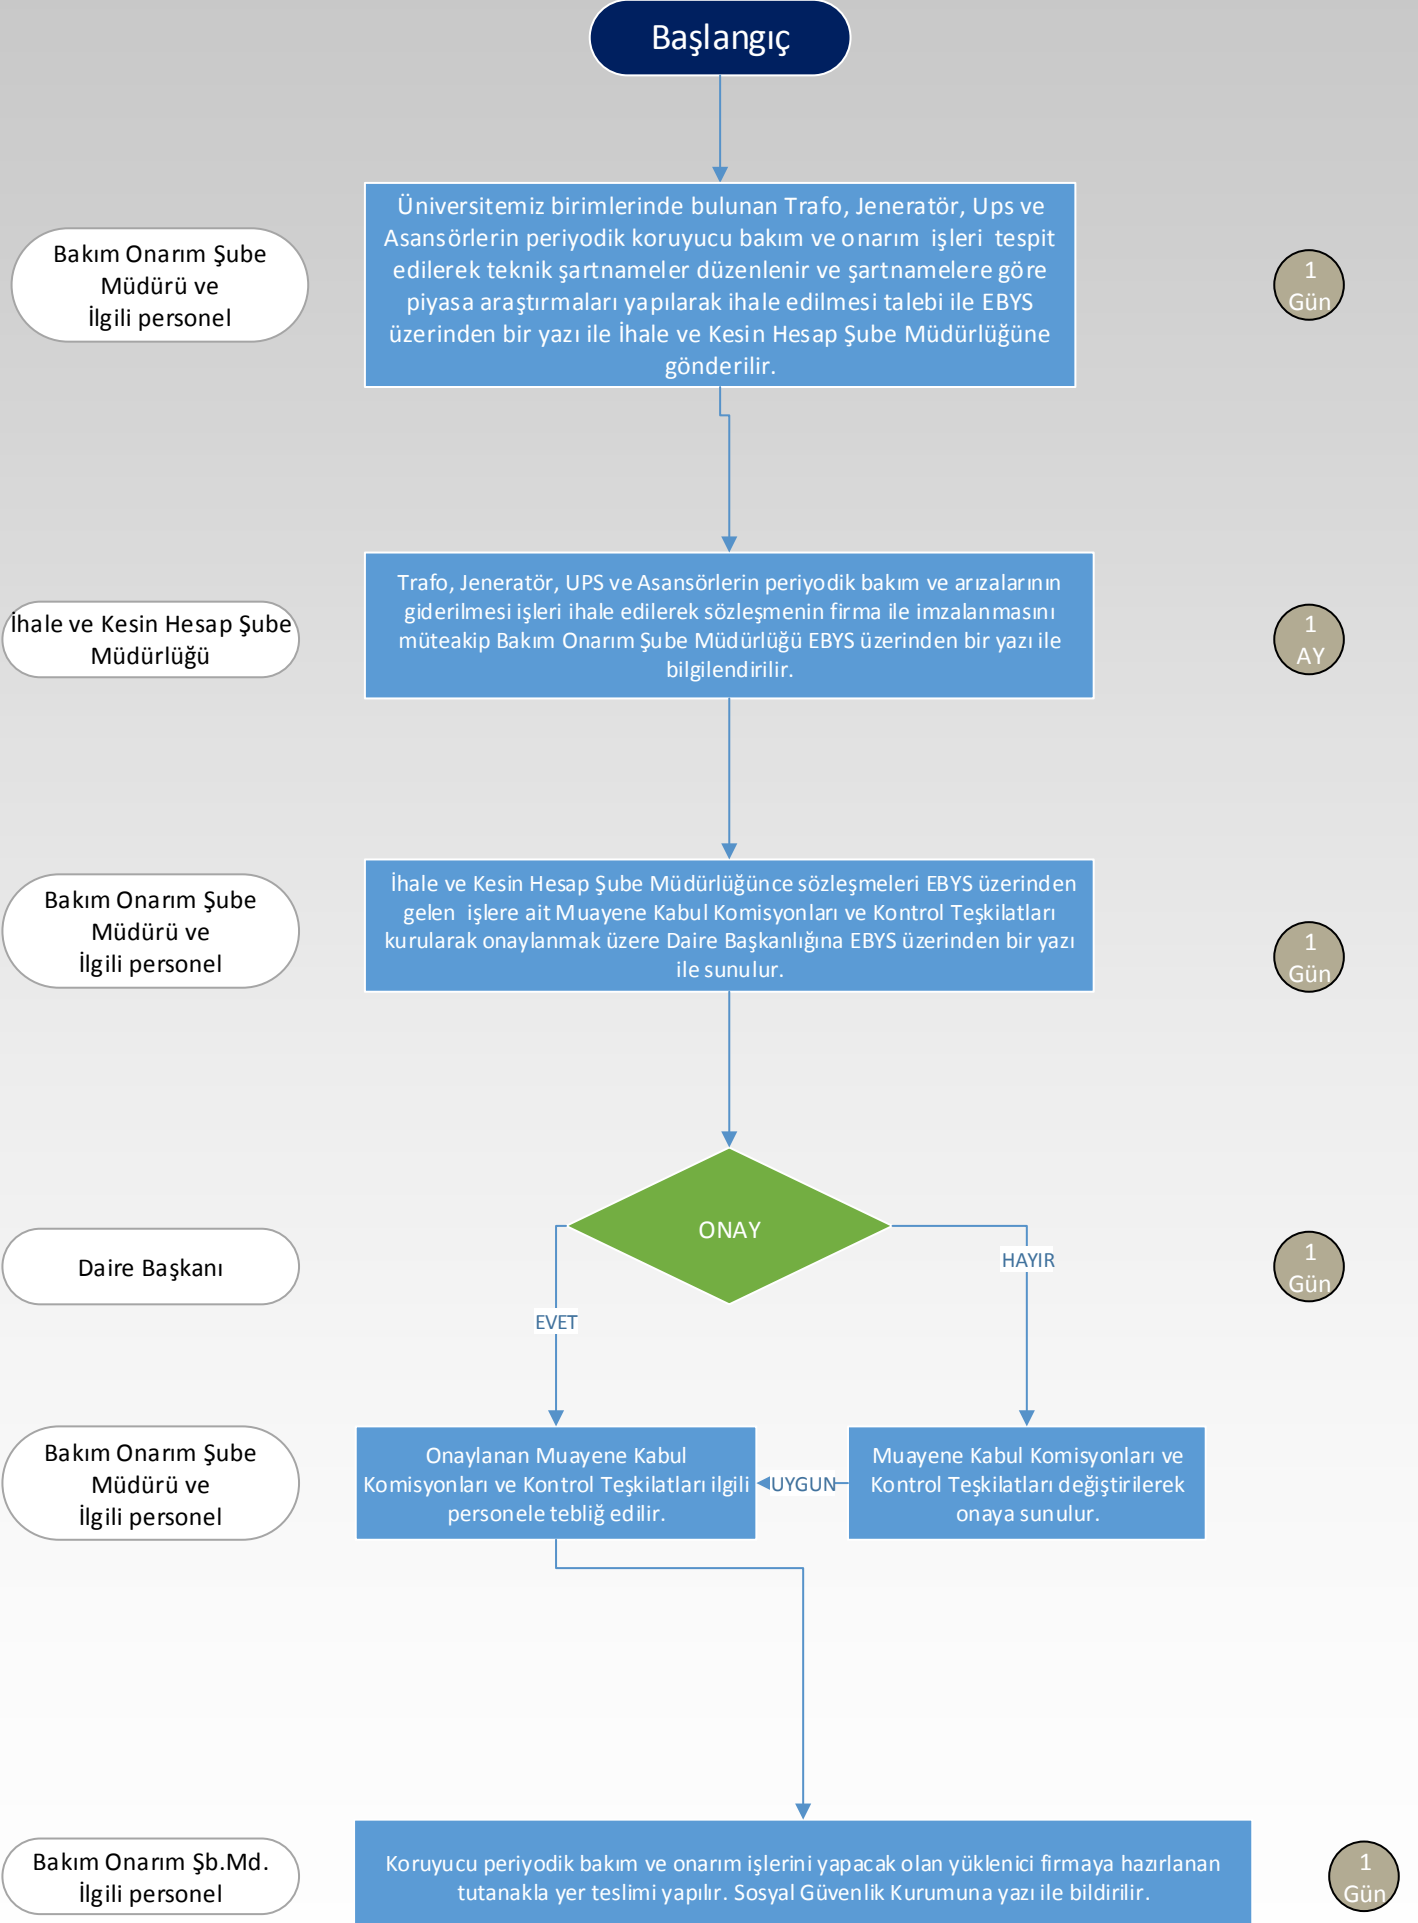 Başlangıç
Bakım Onarım Şube
Müdürü ve
İlgili personel
Üniversitemiz birimlerinde bulunan Trafo, Jeneratör, Ups ve
Asansörlerin periyodik koruyucu bakım ve onarım işleri tespit
edilerek teknik şartnameler düzenlenir ve şartnamelere göre
piyasa araştırmaları yapılarak ihale edilmesi talebi ile EBYS
üzerinden bir yazı ile İhale ve Kesin Hesap Şube Müdürlüğüne
gönderilir.
1
Gün
İhale ve Kesin Hesap Şube
Müdürlüğü
Trafo, Jeneratör, UPS ve Asansörlerin periyodik bakım ve arızalarının
giderilmesi işleri ihale edilerek sözleşmenin firma ile imzalanmasını
müteakip Bakım Onarım Şube Müdürlüğü EBYS üzerinden bir yazı ile
bilgilendirilir.
1
AY
Bakım Onarım Şube
Müdürü ve
İlgili personel
İhale ve Kesin Hesap Şube Müdürlüğünce sözleşmeleri EBYS üzerinden
gelen işlere ait Muayene Kabul Komisyonları ve Kontrol Teşkilatları
kurularak onaylanmak üzere Daire Başkanlığına EBYS üzerinden bir yazı
ile sunulur.
1
Gün
Daire Başkanı
ONAY
HAYIR
EVET
1
Gün
Bakım Onarım Şube
Müdürü ve
İlgili personel
Onaylanan Muayene Kabul
Komisyonları ve Kontrol Teşkilatları ilgili
personele tebliğ edilir.
UYGUN
Muayene Kabul Komisyonları ve
Kontrol Teşkilatları değiştirilerek
onaya sunulur.
Bakım Onarım Şb.Md.
İlgili personel
Koruyucu periyodik bakım ve onarım işlerini yapacak olan yüklenici firmaya hazırlanan
tutanakla yer teslimi yapılır. Sosyal Güvenlik Kurumuna yazı ile bildirilir.
1
Gün